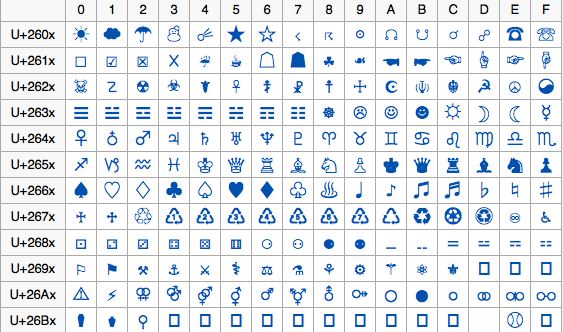 0 1 2 3 4 5 6 7 8 9 A B C D E F
U+260x ☀ ☁ ☂ ☃ ☄ ★ ☆ ☇ ☈ ☉ ☊ ☋ ☌ ☍ ☎ ☏
U+261x ☐ ☑ ☒ ☓ ☔ ☕ ☖ ☗ ☘ ☙ ☚ ☛ ☜ ☝ ☞ ☟
U+262x ☠ ☡ ☢ ☣ ☤ ☥ ☦ ☧ ☨ ☩ ☪ ☫ ☬ ☭ ☮ ☯
U+263x ☰ ☱ ☲ ☳ ☴ ☵ ☶ ☷ ☸ ☹ ☺ ☻ ☼ ☽ ☾ ☿
U+264x ♀ ♁ ♂ ♃ ♄ ♅ ♆ ♇ ♈ ♉ ♊ ♋ ♌ ♍ ♎ ♏
U+265x ♐ ♑ ♒ ♓ ♔ ♕ ♖ ♗ ♘ ♙ ♚ ♛ ♜ ♝ ♞ ♟
U+266x ♠ ♡ ♢ ♣ ♤ ♥ ♦ ♧ ♨ ♩ ♪ ♫ ♬ ♭ ♮ ♯
U+267x ♰ ♱ ♲ ♳ ♴ ♵ ♶ ♷ ♸ ♹ ♺ ♻ ♼ ♽ ♾ ♿
U+268x ⚀ ⚁ ⚂ ⚃ ⚄ ⚅ ⚆ ⚇ ⚈ ⚉ ⚊ ⚋ ⚌ ⚍ ⚎ ⚏
U+269x ⚐ ⚑ ⚒ ⚓ ⚔ ⚕ ⚖ ⚗ ⚘ ⚙ ⚚ ⚛ ⚜
U+26Ax ⚠ ⚡ ⚢ ⚣ ⚤ ⚥ ⚦ ⚧ ⚨ ⚩ ⚪ ⚫ ⚬ ⚭ ⚮ ⚯
U+26Bx ⚰ ⚱ ⚲ ⚾